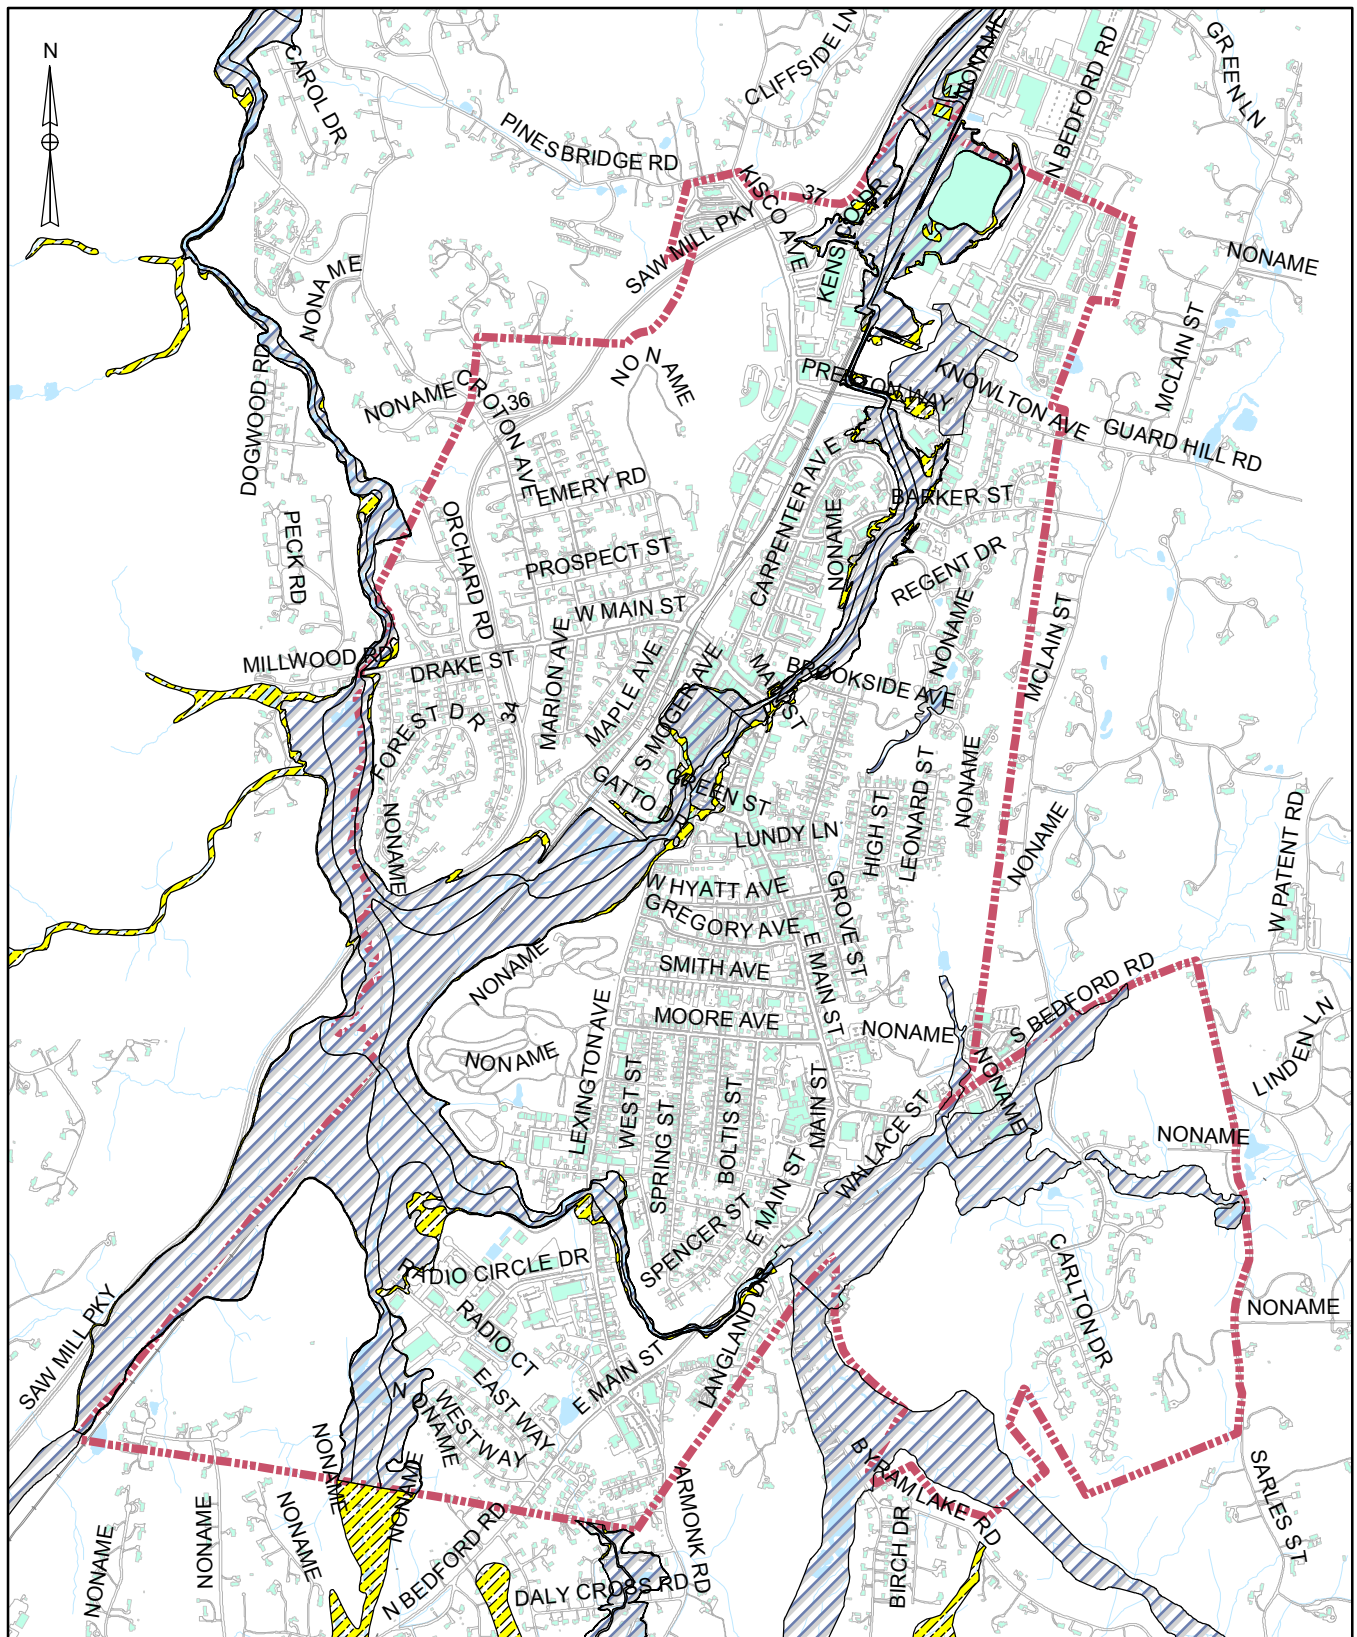 N
CAROL DR
CLIFFSIDE LN
NONAME
N BEDFORD RD
GREEN LN
PINESBRIDGE RD
KISCO AVE
37
KENSICO DR
SAW MILL PKY
NONAME
NONAME
MCLAIN ST
DOGWOOD RD
NONAME
CROTON AVE
36
NONAME
PRESTON WAY
KNOWLTON AVE
GUARD HILL RD
EMERY RD
ORCHARD RD
PECK RD
CARPENTER AVE
NONAME
BARKER ST
PROSPECT ST
REGENT DR
NONAME
W MAIN ST
MCLAIN ST
MILLWOOD RD
DRAKE ST
MARION AVE
MAPLE AVE
S MOGER AVE
MAIN ST
BROOKSIDE AVE
FOREST DR
34
GATTO DR
GREEN ST
LUNDY LN
HIGH ST
LEONARD ST
NONAME
NONAME
W PATENT RD
NONAME
W HYATT AVE
GREGORY AVE
GROVE ST
E MAIN ST
SMITH AVE
NONAME
MOORE AVE
NONAME
S BEDFORD RD
LINDEN LN
NONAME
LEXINGTON AVE
WEST ST
SPRING ST
BOLTIS ST
MAIN ST
WALLACE ST
NONAME
NONAME
SPENCER ST
E MAIN ST
CARLTON DR
RADIO CIRCLE DR
RADIO CT
LANGLAND DR
NONAME
SAW MILL PKY
EAST WAY
WESTWAY
NONAME
E MAIN ST
NONAME
NONAME
BYRAM LAKE RD
SARLES ST
ARMONK RD
NONAME
NONAME
NONAME
N BEDFORD RD
DALY CROSS RD
BIRCH DR